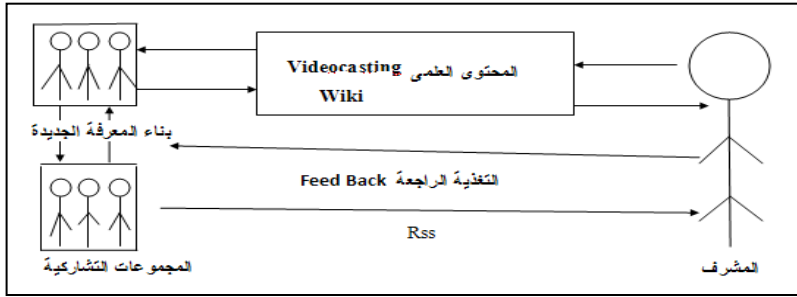 المحتوى العلمى Videocasting,
Wiki
بناء المعرفة الجديدة
التغذية الراجعة Feed Back
Rss
المجموعات التشاركية
المشرف